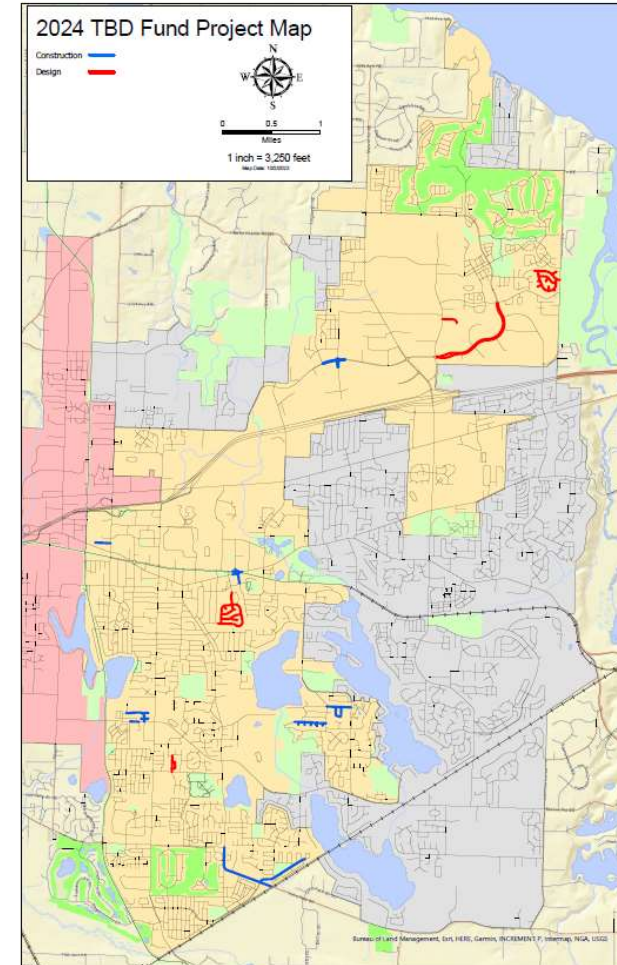 2024 TBD Fund Project Map
Construction
Design
N
W E
S
0 0.5 1
Miles
1 inch = 3,250 feet
Bureau of Land Management, Esri, HERE, Garmin, INCREMENT P, Intermap, NGA, USGS